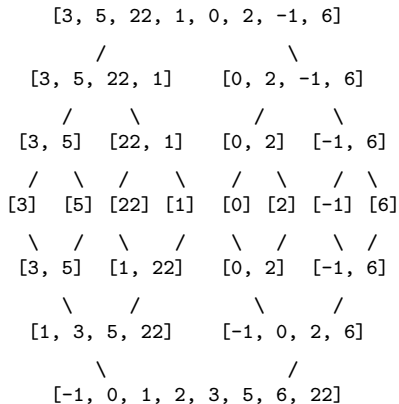 [3, 5, 22, 1, 0, 2, -1, 6]
/ \
[3, 5, 22, 1] [0, 2, -1, 6]
/ \ / \
[3, 5] [22, 1] [0, 2] [-1, 6]
/ \ / \ / \ / \
[3] [5] [22] [1] [0] [2] [-1] [6]
\ / \ / \ / \ /
[3, 5] [1, 22] [0, 2] [-1, 6]
\ / \ /
[1, 3, 5, 22] [-1, 0, 2, 6]
\ /
[-1, 0, 1, 2, 3, 5, 6, 22]